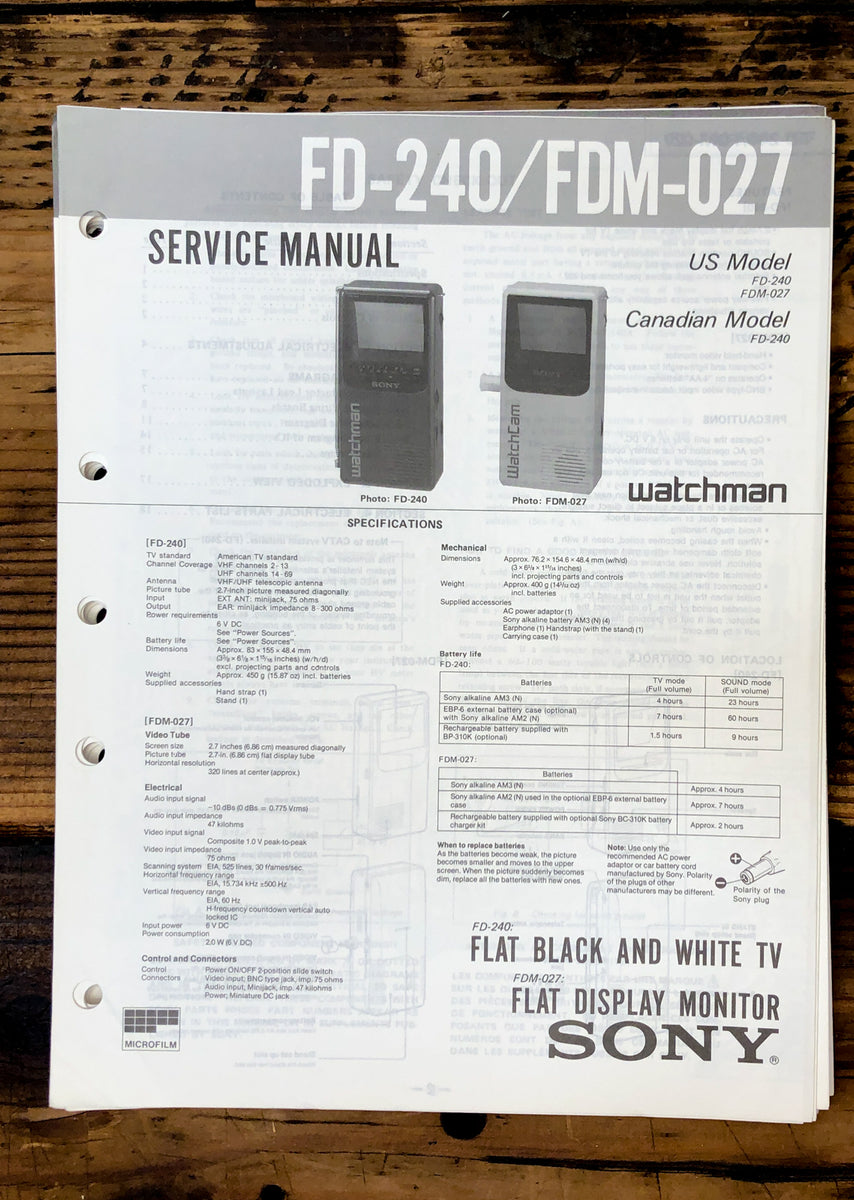 FD-240/FDM-027
SERVICE MANUAL
US Model
FD-240
FDM-027
Canadian Model
FD-240
SONY
watchman
WatchCam
Photo: FD-240
Photo: FDM-027
watchman
SPECIFICATIONS
[FD-240]
TV standard American TV standard
Channel Coverage VHF channels 2 - 13
UHF channels 14 - 69
Antenna VHF/UHF telescopic antenna
Picture tube 2.7-inch picture measured diagonally
Input EXT ANT: minijack, 75 ohms
Output EAR: minijack impedance 8 - 300 ohms
Power requirements
6 V DC
See "Power Sources".
Battery life See "Power Sources".
Dimensions Approx. 83 × 155 × 48.4 mm
(w/h/d)
excl. projecting parts and controls
Weight Approx. 450 g (15.87 oz) incl. batteries
Supplied accessories
Hand strap (1)
Stand (1)
[FDM-027]
Video Tube
Screen size 2.7 inches (6.86 cm) measured diagonally
Picture tube 2.7-in. (6.86 cm) flat display tube
Horizontal resolution
320 lines at center (approx.)
Electrical
Audio input signal
−10 dBs (0 dBs = 0.775 Vrms)
Audio input impedance
47 kilohms
Video input signal
Composite 1.0 V peak-to-peak
Video input impedance
75 ohms
Scanning system EIA, 525 lines, 30 frames/sec.
Horizontal frequency range
EIA, 15.734 kHz ±500 Hz
Vertical frequency range
EIA, 60 Hz
H-frequency countdown vertical auto
locked IC
Input power 6 V DC
Power consumption
2.0 W (6 V DC)
Control and Connectors
Control Power ON/OFF 2-position slide switch
Connectors Video input; BNC type jack, imp. 75 ohms
Audio input; Minijack, imp. 47 kilohms
Power; Miniature DC jack
MICROFILM
Mechanical
Dimensions Approx. 76.2 × 154.6 × 48.4 mm (w/h/d)
inches)
incl. projecting parts and controls
Weight Approx. 400 g
incl. batteries
Supplied accessories
AC power adaptor (1)
Sony alkaline battery AM3 (N) (4)
Earphone (1) Handstrap (with the stand) (1)
Carrying case (1)
Battery life
FD-240:
Batteries TV mode (Full volume) SOUND mode (Full volume)
Sony alkaline AM3 (N) 4 hours 23 hours
EBP-6 external battery case (optional)
with Sony alkaline AM2 (N) 7 hours 60 hours
Rechargeable battery supplied with
BP-310K (optional) 1.5 hours 9 hours
FDM-027:
Batteries
Sony alkaline AM3 (N) Approx. 4 hours
Sony alkaline AM2 (N) used in the optional EBP-6 external battery
case Approx. 7 hours
Rechargeable battery supplied with optional Sony BC-310K battery
charger kit Approx. 2 hours
When to replace batteries
As the batteries become weak, the picture
becomes smaller and moves to the upper
screen. When the picture suddenly becomes
dim, replace all the batteries with new ones.
Note: Use only the
recommended AC power
adaptor or car battery cord
manufactured by Sony. Polarity
of the plugs of other
manufacturers may be different.
Polarity of the
Sony plug
FD-240:
FLAT BLACK AND WHITE TV
FDM-027:
FLAT DISPLAY MONITOR
SONY®